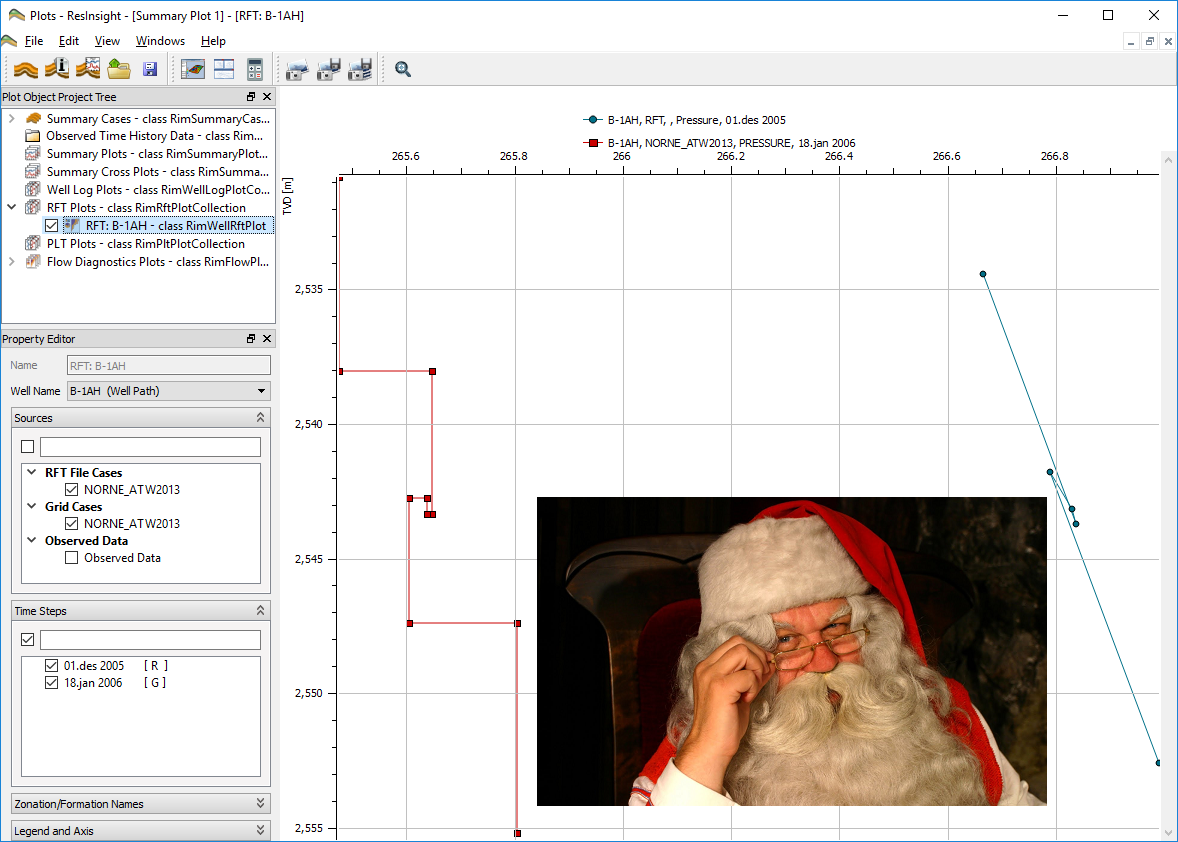 Plots - ResInsight - [Summary Plot 1] - [RFT: B-1AH]
File Edit View Windows Help
Plot Object Project Tree
Summary Cases - class RimSummaryCas...
Observed Time History Data - class Rim...
Summary Plots - class RimSummaryPlot...
Summary Cross Plots - class RimSumma...
Well Log Plots - class RimWellLogPlotCo...
RFT Plots - class RimRftPlotCollection
RFT: B-1AH - class RimWellRftPlot
PLT Plots - class RimPltPlotCollection
Flow Diagnostics Plots - class RimFlowPl...
Property Editor
Name RFT: B-1AH
Well Name B-1AH (Well Path)
Sources
RFT File Cases
NORNE_ATW2013
Grid Cases
NORNE_ATW2013
Observed Data
Observed Data
Time Steps
01.des 2005 [ R ]
18.jan 2006 [ G ]
Zonation/Formation Names
Legend and Axis
B-1AH, RFT, , Pressure, 01.des 2005
B-1AH, NORNE_ATW2013, PRESSURE, 18.jan 2006
265.6 265.8 266 266.2 266.4 266.6 266.8
TVD [m]
2,535
2,540
2,545
2,550
2,555